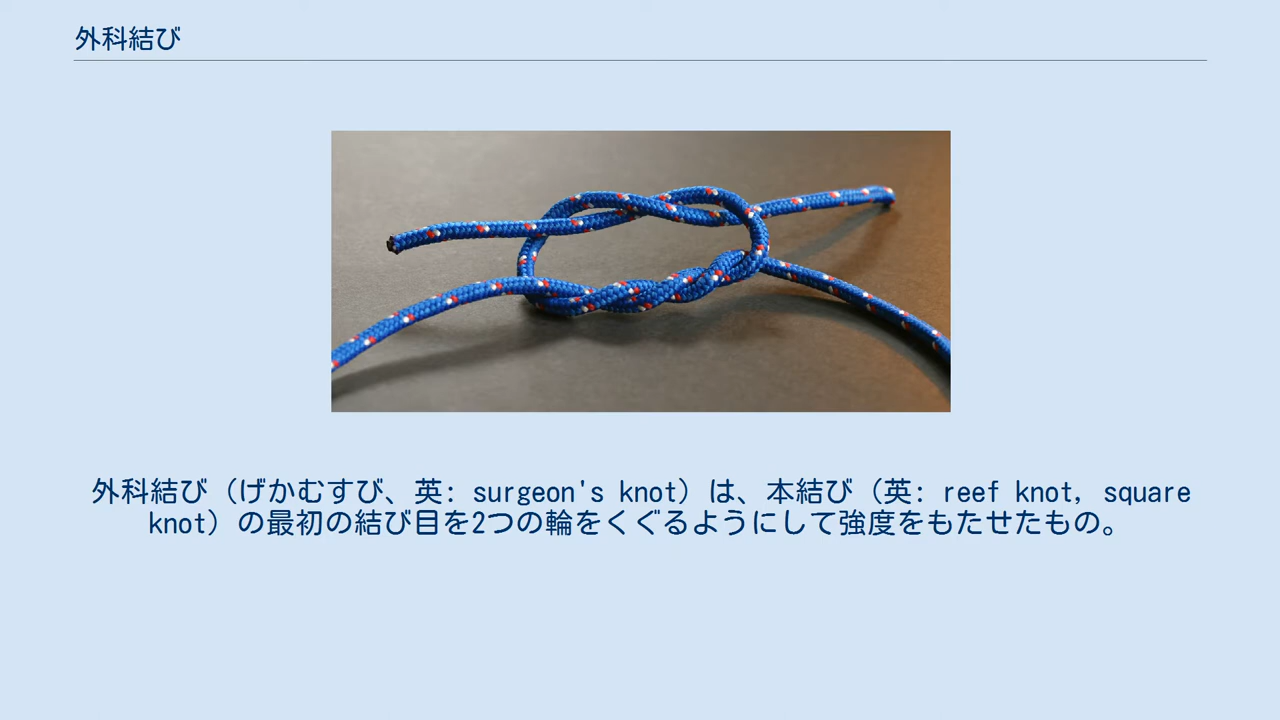 外科結び
外科結び（げかむすび、英: surgeon's knot）は、本結び（英: reef knot, square
knot）の最初の結び目を2つの輪をくぐるようにして強度をもたせたもの。